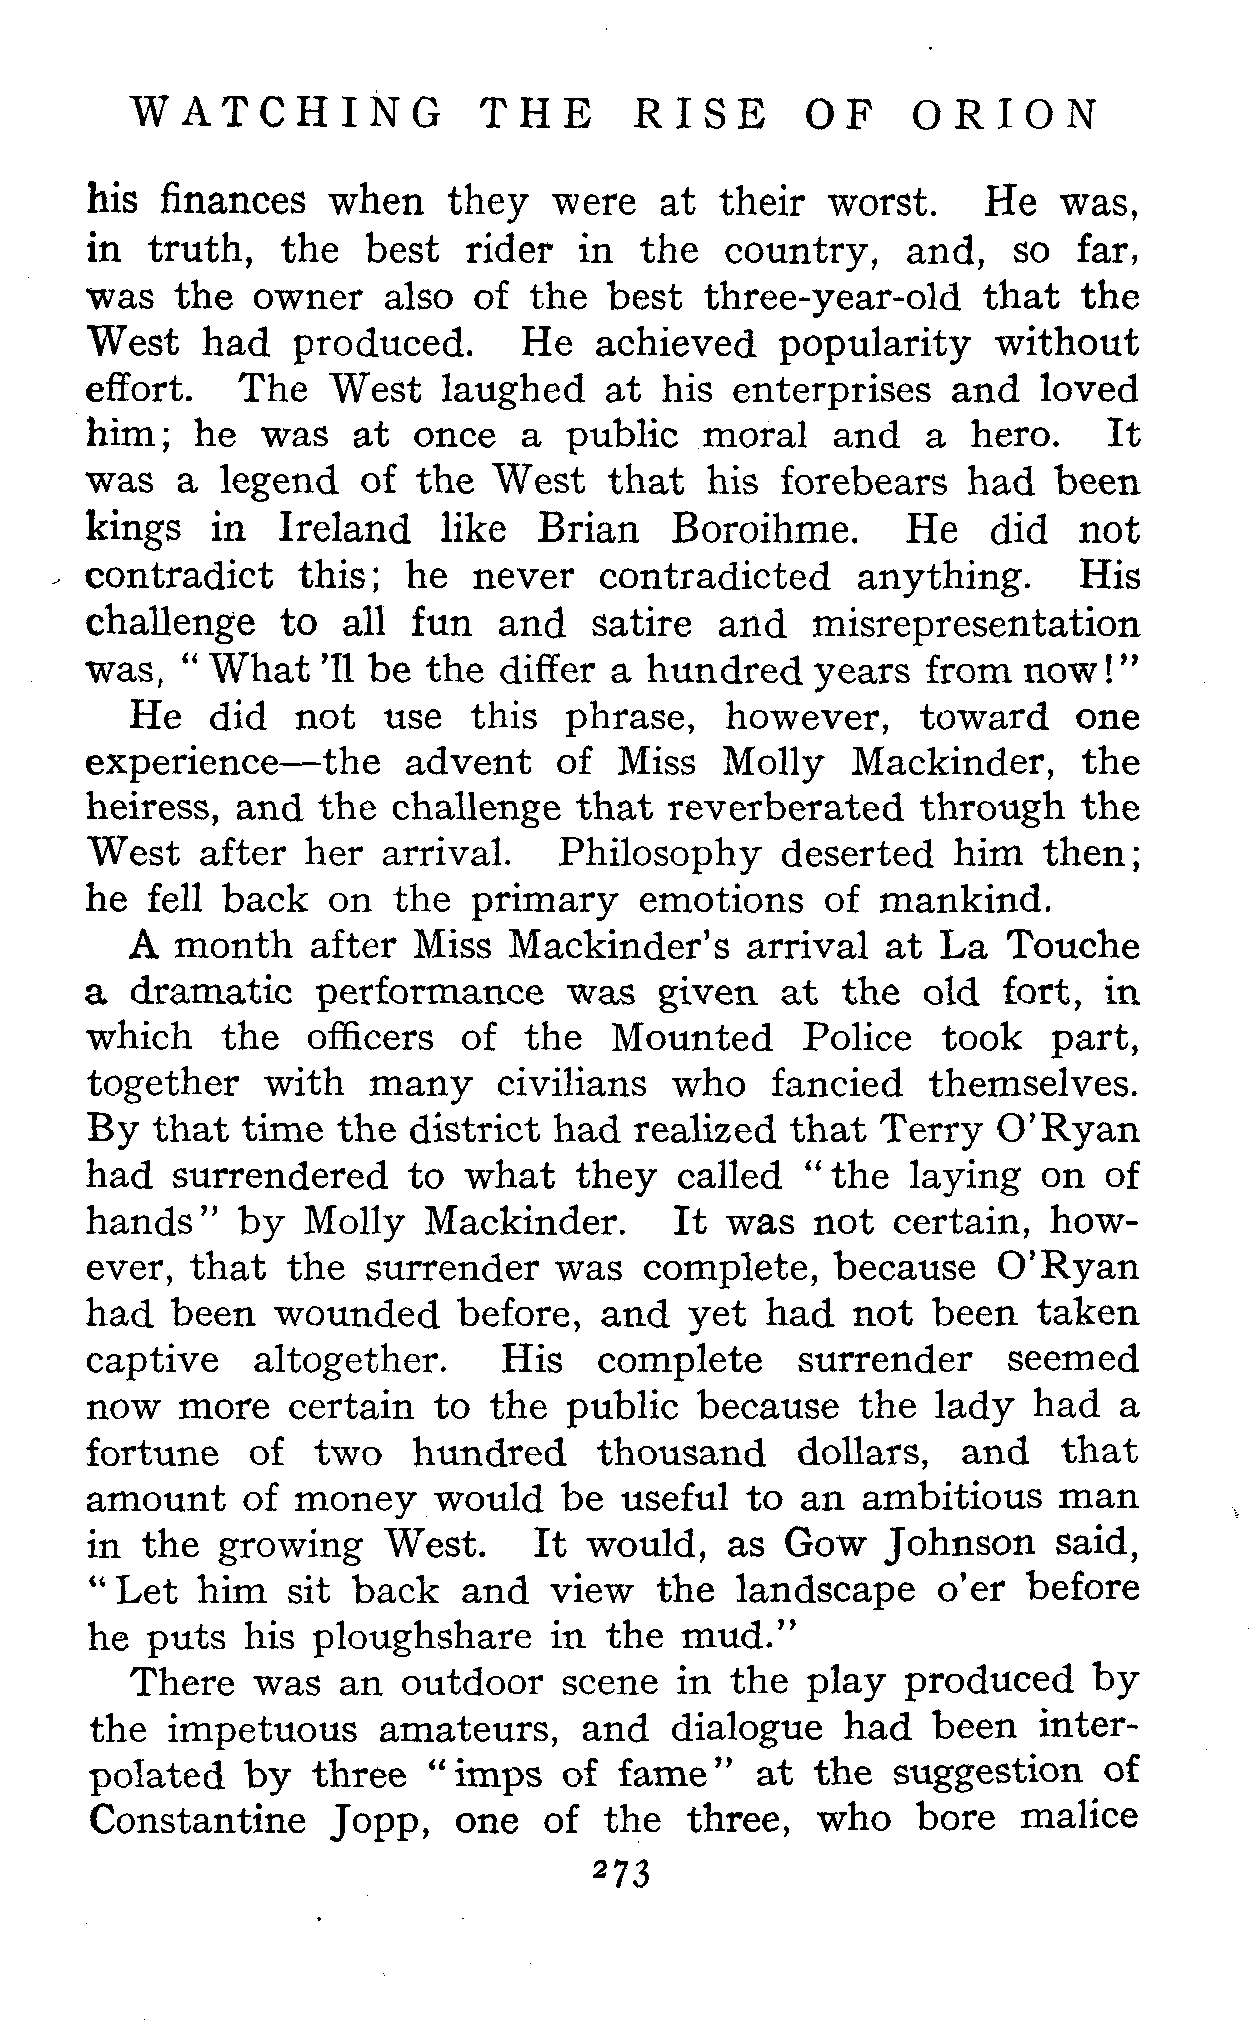 WATCHING THE RISE OF ORION
his finances when they were at their worst. He was,
in truth, the best rider in the country, and, so far,
was the owner also of the best three-year-old that the
West had produced. He achieved popularity without
effort. The West laughed at his enterprises and loved
him; he was at once a public moral and a hero. It
was a legend of the West that his forebears had been
kings in Ireland like Brian Boroihme. He did not
contradict this; he never contradicted anything. His
challenge to all fun and satire and misrepresentation
was, “What 'll be the differ a hundred years from now!”
He did not use this phrase, however, toward one
experience—the advent of Miss Molly Mackinder, the
heiress, and the challenge that reverberated through the
West after her arrival. Philosophy deserted him then;
he fell back on the primary emotions of mankind.
A month after Miss Mackinder's arrival at La Touche
a dramatic performance was given at the old fort, in
which the officers of the Mounted Police took part,
together with many civilians who fancied themselves.
By that time the district had realized that Terry O'Ryan
had surrendered to what they called “the laying on of
hands” by Molly Mackinder. It was not certain, how-
ever, that the surrender was complete, because O'Ryan
had been wounded before, and yet had not been taken
captive altogether. His complete surrender seemed
now more certain to the public because the lady had a
fortune of two hundred thousand dollars, and that
amount of money would be useful to an ambitious man
in the growing West. It would, as Gow Johnson said,
“Let him sit back and view the landscape o'er before
he puts his ploughshare in the mud.”
There was an outdoor scene in the play produced by
the impetuous amateurs, and dialogue had been inter-
polated by three “imps of fame” at the suggestion of
Constantine Jopp, one of the three, who bore malice
273